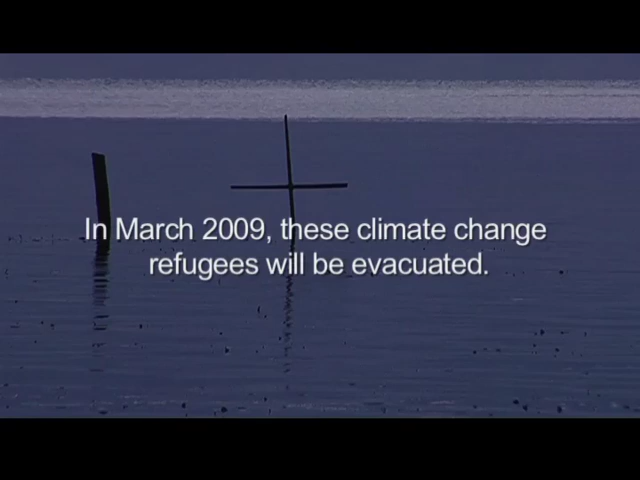 In March 2009, these climate change
refugees will be evacuated.